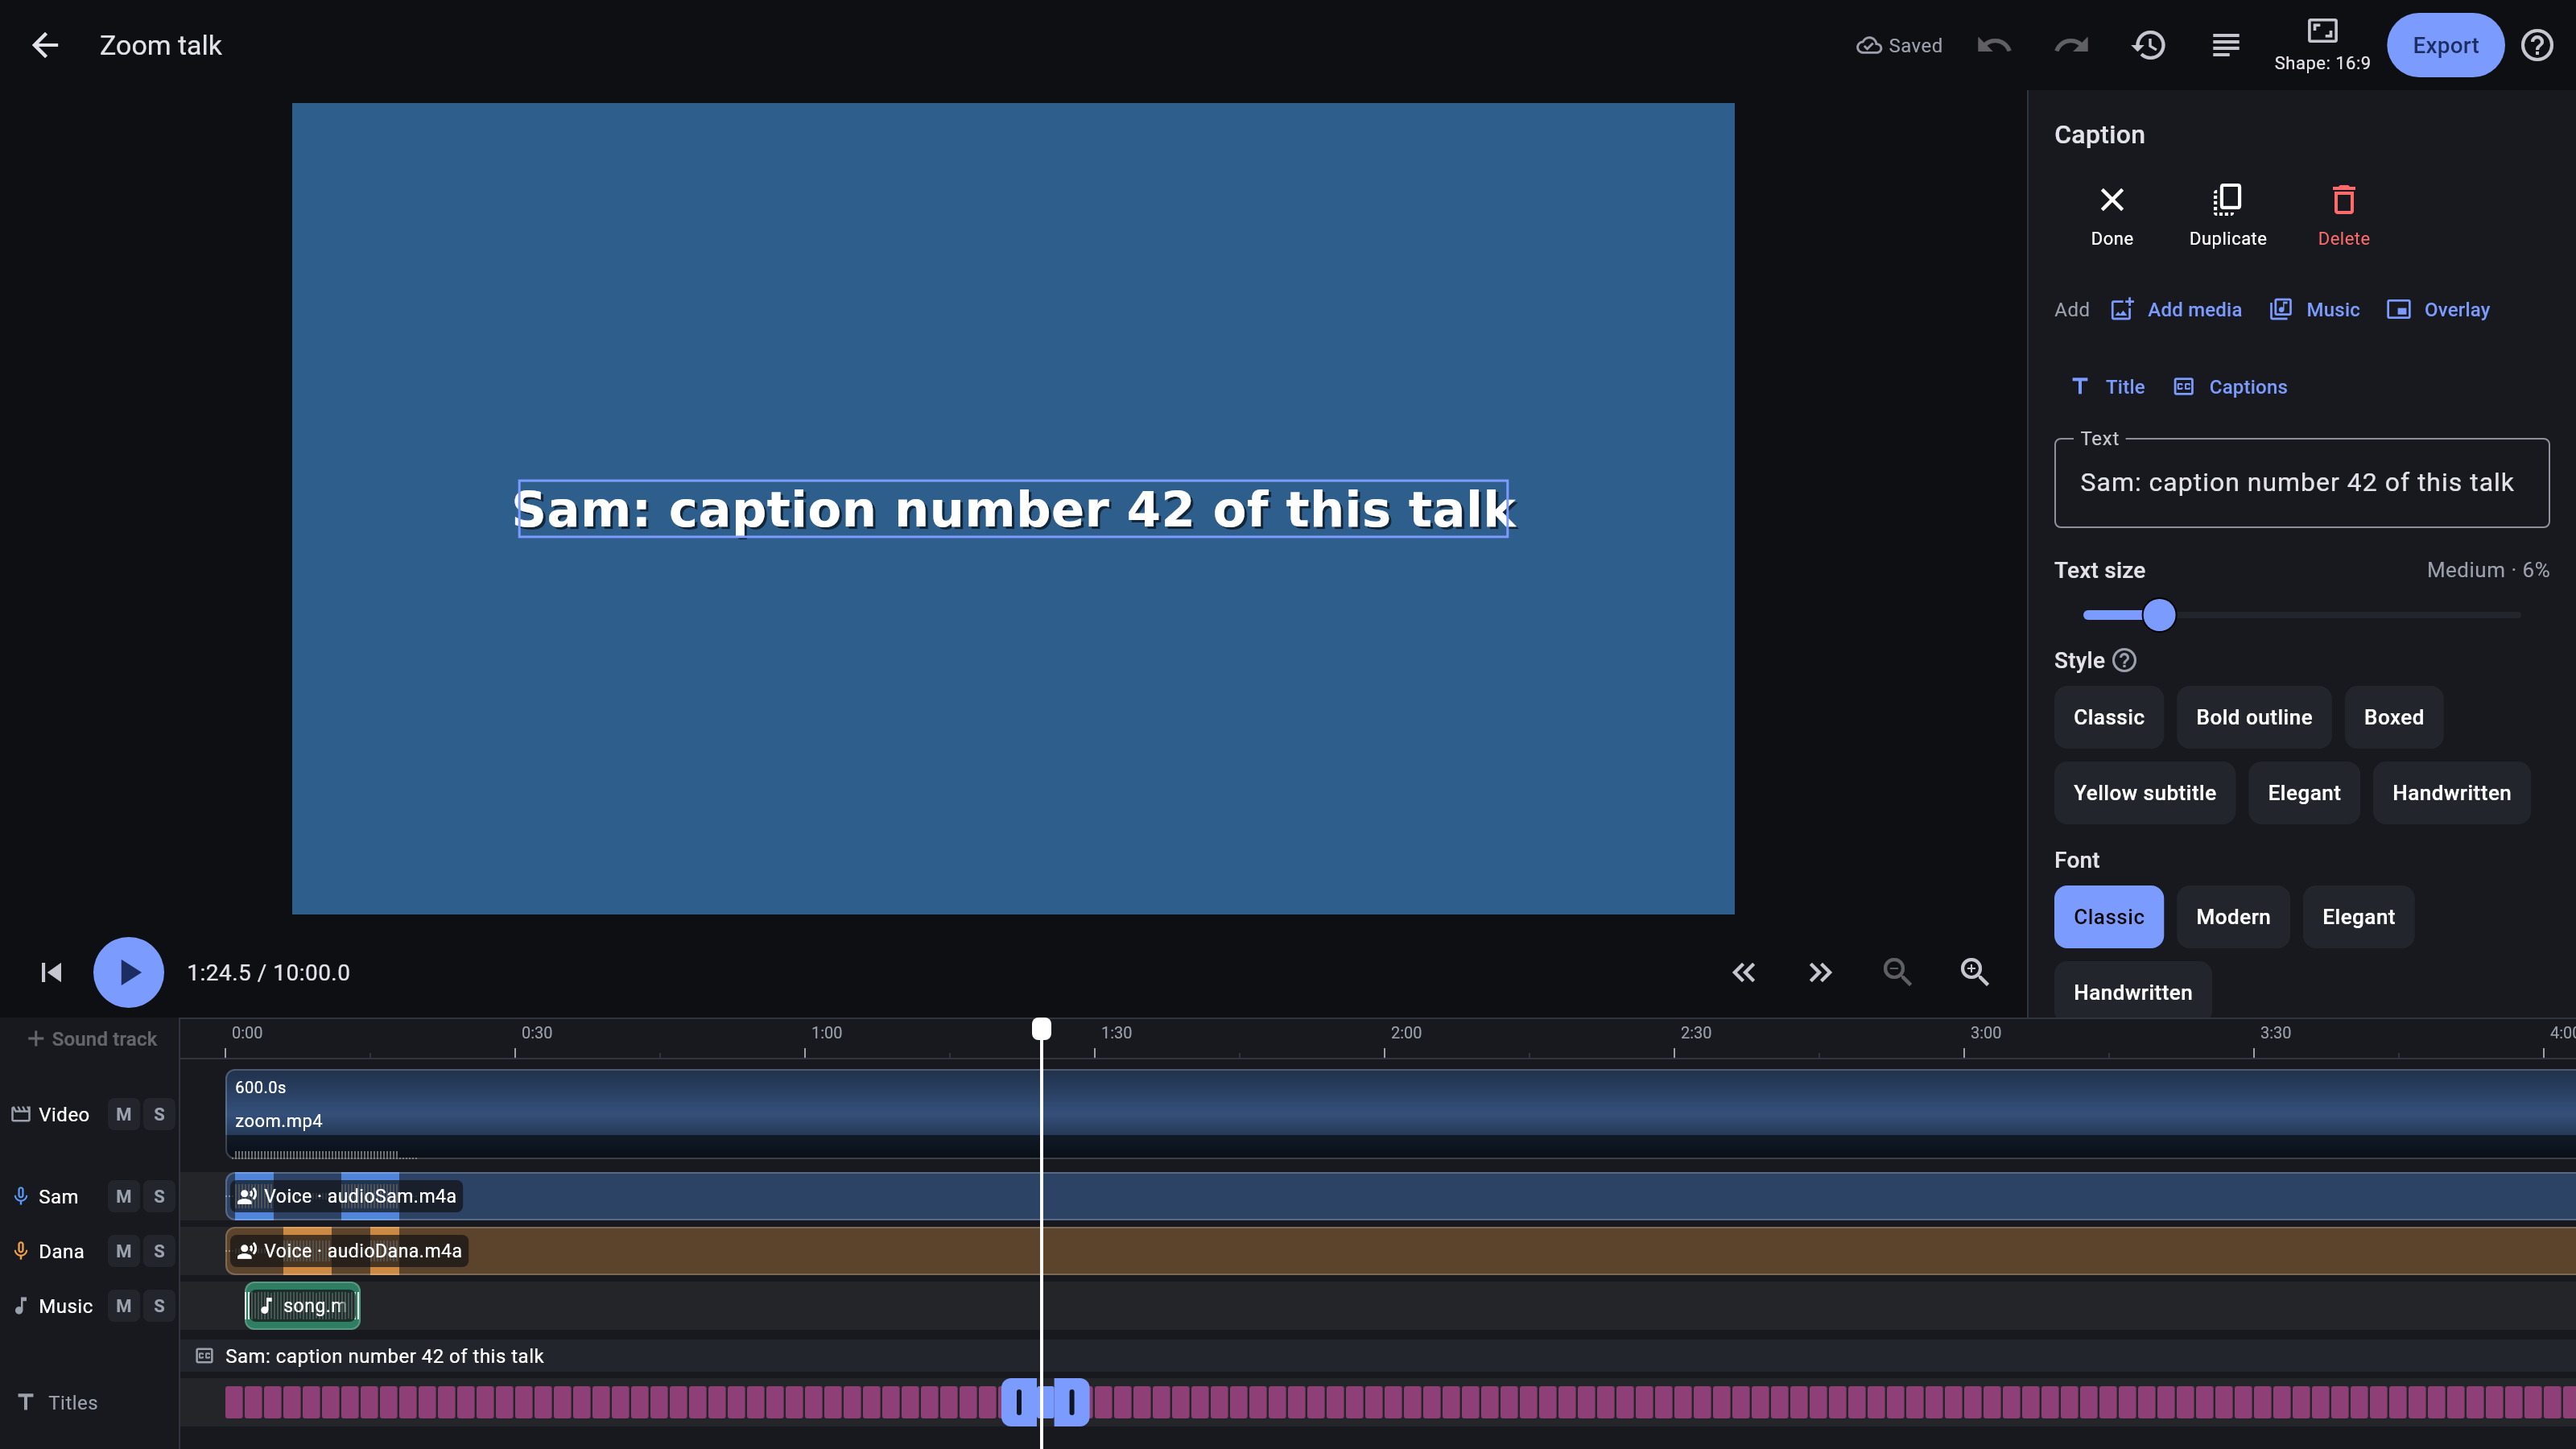 Zoom talk
Saved
Shape: 16:9
Export
Caption
Done
Duplicate
Delete
Add
Add media
Music
Overlay
Title
Captions
Text
Sam: caption number 42 of this talk
Sam: caption number 42 of this talk
Text size
Medium · 6%
Style
Classic
Bold outline
Boxed
Yellow subtitle
Elegant
Handwritten
Font
Classic
Modern
Elegant
Handwritten
1:24.5 / 10:00.0
Sound track
0:00
0:30
1:00
1:30
2:00
2:30
3:00
3:30
Video
M
S
600.0s
zoom.mp4
Sam
M
S
Voice · audioSam.m4a
Dana
M
S
Voice · audioDana.m4a
Music
M
S
song.m
Sam: caption number 42 of this talk
Titles